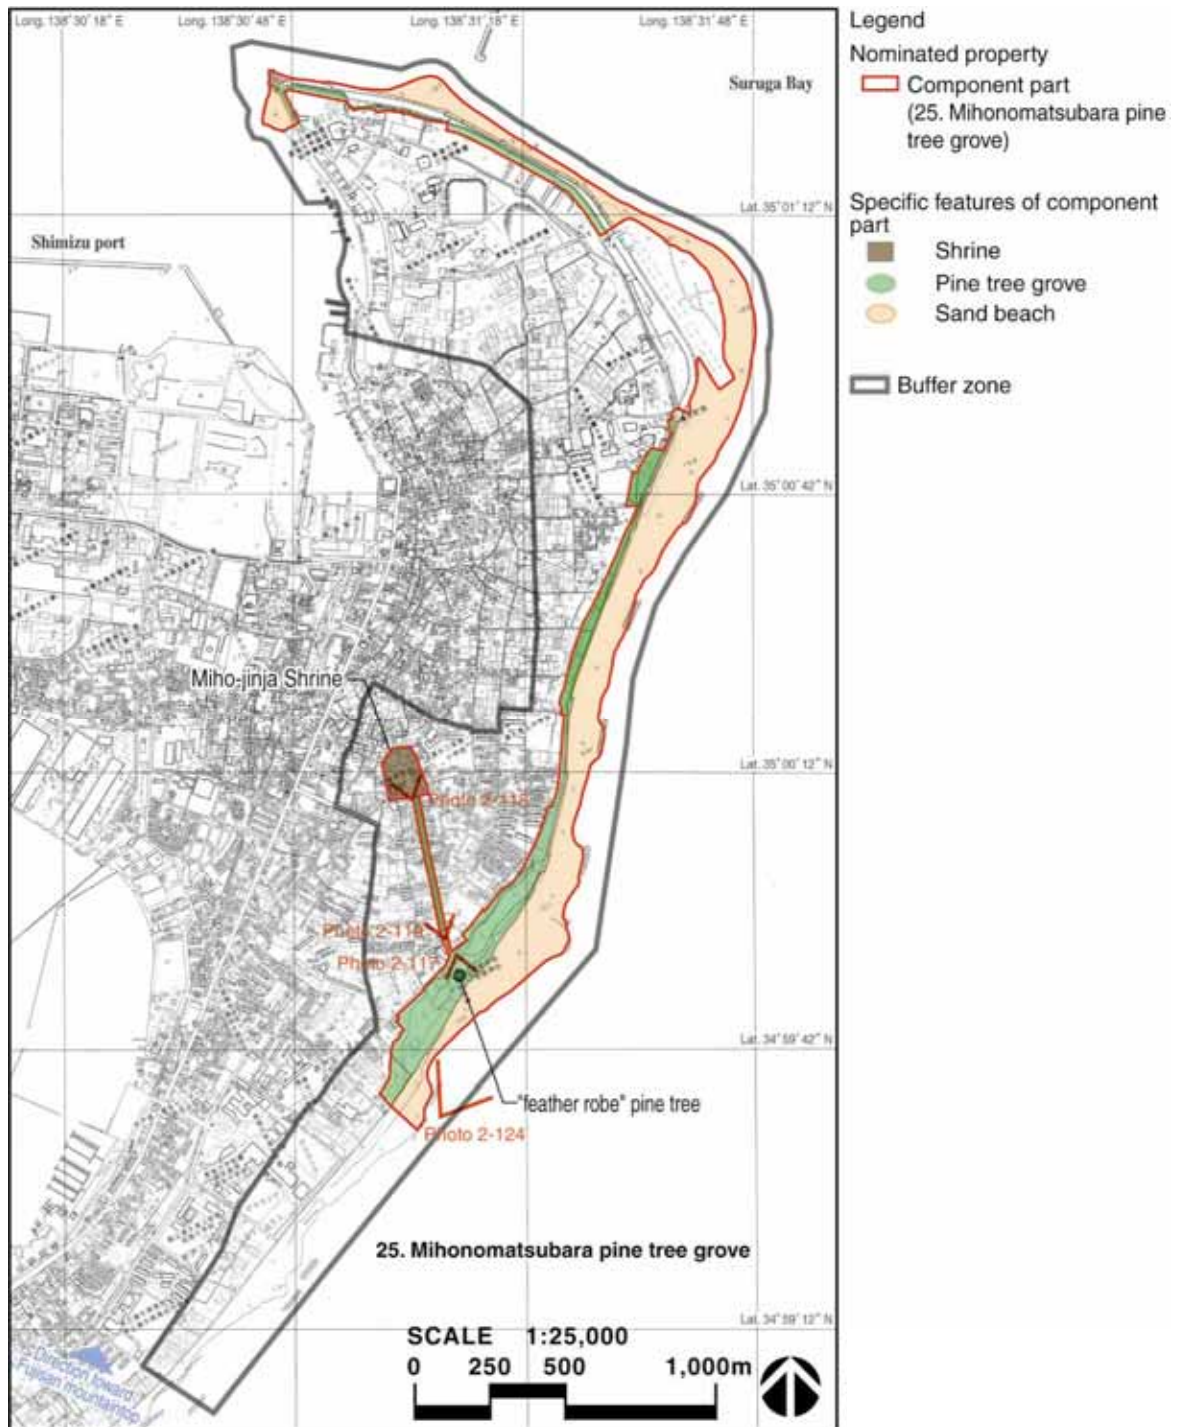 Long. 138° 30′ 18″ E
Long. 138° 30′ 48″ E
Long. 138° 31′ 18″ E
Long. 138° 31′ 48″ E
Suruga Bay
Lat. 35° 01′ 12″ N
Shimizu port
Lat. 35° 00′ 42″ N
Miho-jinja Shrine
Lat. 35° 00′ 12″ N
Photo 2-118
Photo 2-117
Lat. 34° 59′ 42″ N
"feather robe" pine tree
Photo 2-124
25. Mihonomatsubara pine tree grove
Lat. 34° 59′ 12″ N
SCALE 1:25,000
0 250 500 1,000m
Direction toward
Fujisan mountaintop
Legend
Nominated property
Component part
(25. Mihonomatsubara pine
tree grove)
Specific features of component
part
Shrine
Pine tree grove
Sand beach
Buffer zone